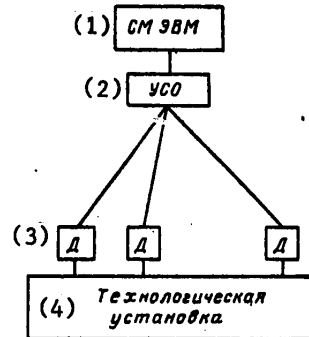 (1) СМ ЭВМ
(2) УСО
(3) Д Д Д
(4) Технологическая
установка